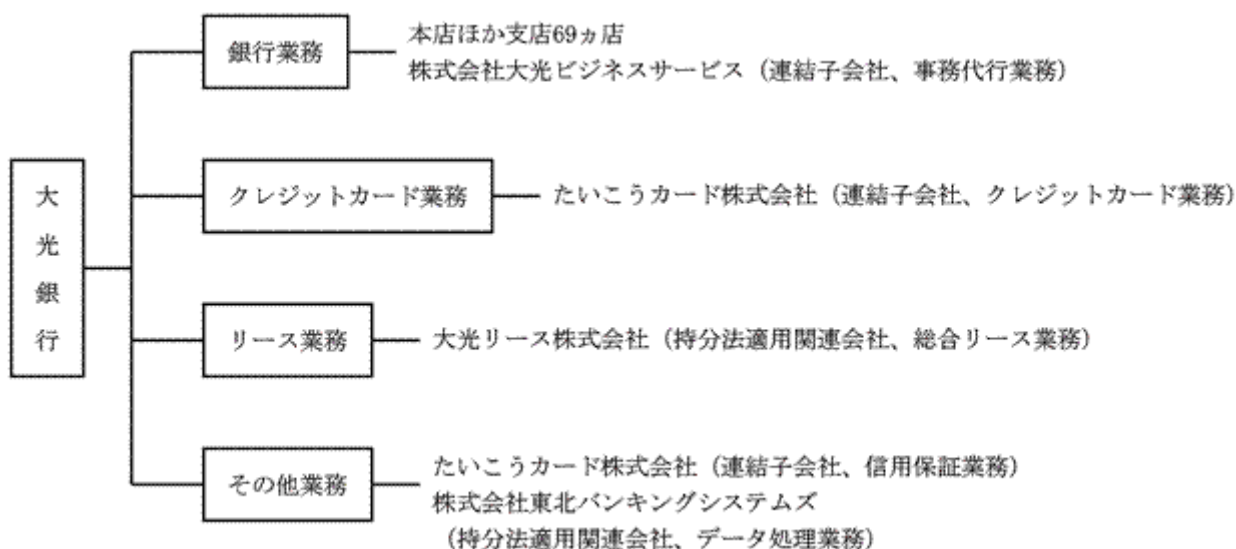 大光銀行
銀行業務
本店ほか支店69ヵ店
株式会社大光ビジネスサービス（連結子会社、事務代行業務）
クレジットカード業務
たいこうカード株式会社（連結子会社、クレジットカード業務）
リース業務
大光リース株式会社（持分法適用関連会社、総合リース業務）
その他業務
たいこうカード株式会社（連結子会社、信用保証業務）
株式会社東北バンキングシステムズ
（持分法適用関連会社、データ処理業務）